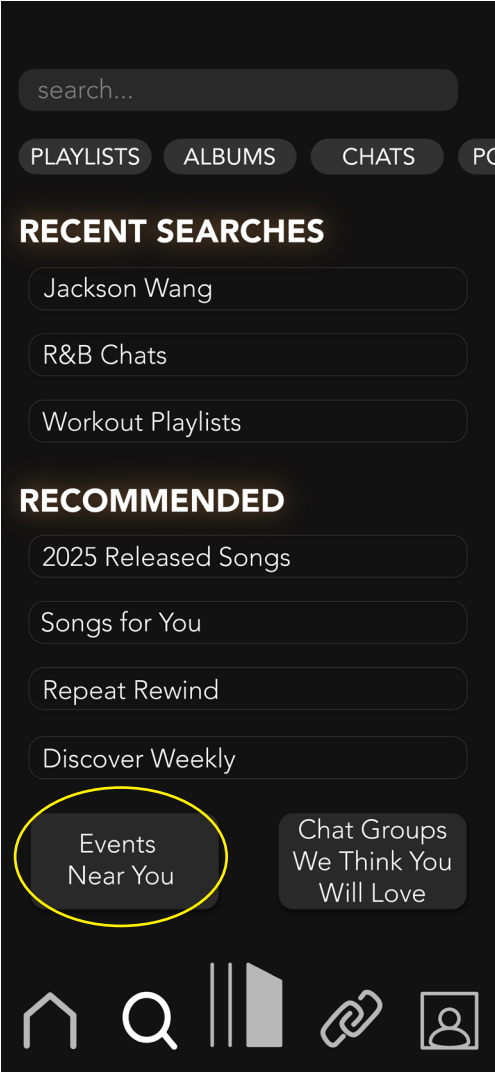 search...
PLAYLISTS ALBUMS CHATS
RECENT SEARCHES
Jackson Wang
R&B Chats
Workout Playlists
RECOMMENDED
2025 Released Songs
Songs for You
Repeat Rewind
Discover Weekly
Events
Near You
Chat Groups
We Think You
Will Love